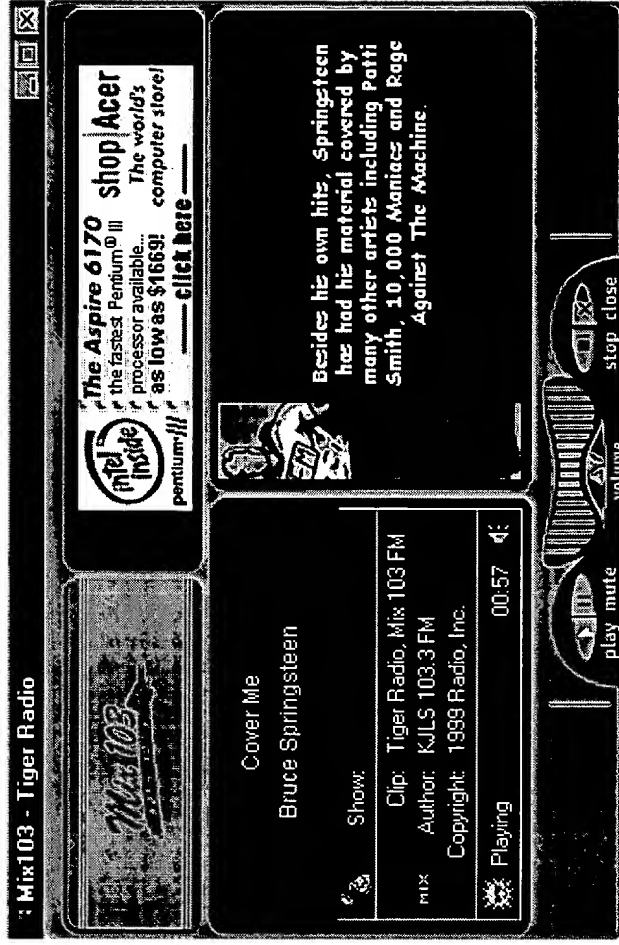 Mix103 - Tiger Radio
Mix 103
intel
inside
pentium®///
The Aspire 6170
the fastest Pentium® III
processor available...
as low as $1669!
shop Acer
The world's
computer store!
click here
Cover Me
Bruce Springsteen
Show:
Clip: Tiger Radio, Mix 103 FM
MIX
Author: KJLS 103.3 FM
Copyright: 1999 Radio, Inc.
Playing
00:57
Besides his own hits, Springsteen
has had his material covered by
many other artists including Patti
Smith, 10,000 Maniacs and Rage
Against The Machine.
play mute
volume
stop close